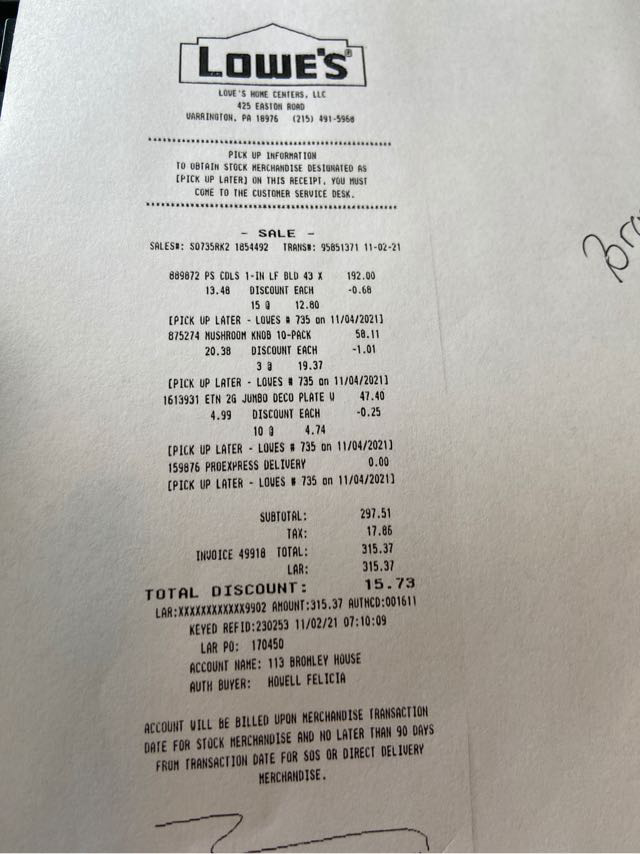 LOWE'S®
LOWE'S HOME CENTERS, LLC
425 EASTON ROAD
WARRINGTON, PA 18976 (215) 491-5968
PICK UP INFORMATION
TO OBTAIN STOCK MERCHANDISE DESIGNATED AS
[PICK UP LATER] ON THIS RECEIPT, YOU MUST
COME TO THE CUSTOMER SERVICE DESK.
- SALE -
SALES#: S0735RK2 1854492 TRANS#: 95851371 11-02-21
889872 PS CDLS 1-IN LF BLD 43 X 192.00
13.48 DISCOUNT EACH -0.68
15 @ 12.80
[PICK UP LATER - LOWES # 735 on 11/04/2021]
875274 MUSHROOM KNOB 10-PACK 58.11
20.38 DISCOUNT EACH -1.01
3 @ 19.37
[PICK UP LATER - LOWES # 735 on 11/04/2021]
1613931 ETN 2G JUMBO DECO PLATE W 47.40
4.99 DISCOUNT EACH -0.25
10 @ 4.74
[PICK UP LATER - LOWES # 735 on 11/04/2021]
159876 PROEXPRESS DELIVERY 0.00
[PICK UP LATER - LOWES # 735 on 11/04/2021]
SUBTOTAL: 297.51
TAX: 17.86
INVOICE 49918 TOTAL: 315.37
LAR: 315.37
TOTAL DISCOUNT: 15.73
LAR:XXXXXXXXXXXX9902 AMOUNT:315.37 AUTHCD:001611
KEYED REFID:230253 11/02/21 07:10:09
LAR PO: 170450
ACCOUNT NAME: 113 BROMLEY HOUSE
AUTH BUYER: HOWELL FELICIA
ACCOUNT WILL BE BILLED UPON MERCHANDISE TRANSACTION
DATE FOR STOCK MERCHANDISE AND NO LATER THAN 90 DAYS
FROM TRANSACTION DATE FOR SOS OR DIRECT DELIVERY
MERCHANDISE.